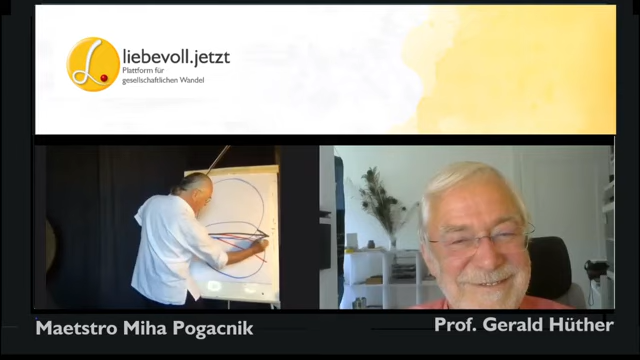 L.
liebevoll.jetzt
Plattform für
gesellschaftlichen Wandel
Maetstro Miha Pogacnik
Prof. Gerald Hüther